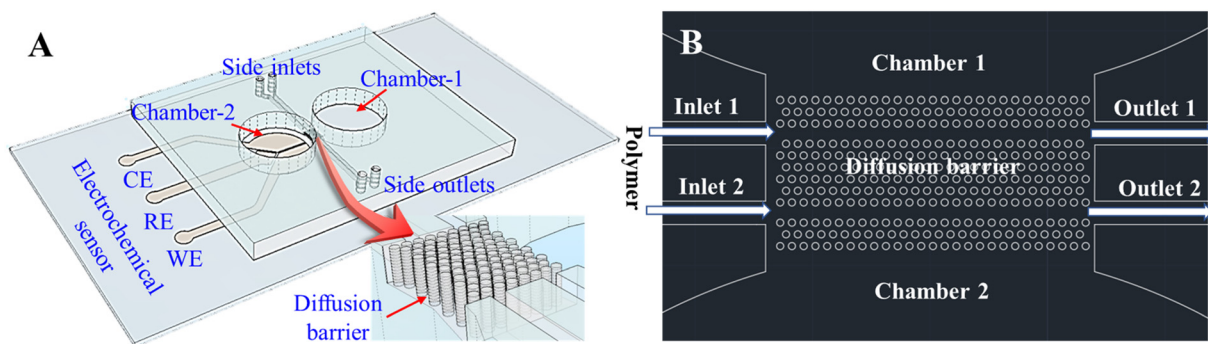 A
Side inlets
Chamber-1
Chamber-2
CE
RE
WE
Electrochemical
sensor
Side outlets
Diffusion
barrier
B
Chamber 1
Inlet 1
Outlet 1
Polymer
Diffusion barrier
Inlet 2
Outlet 2
Chamber 2